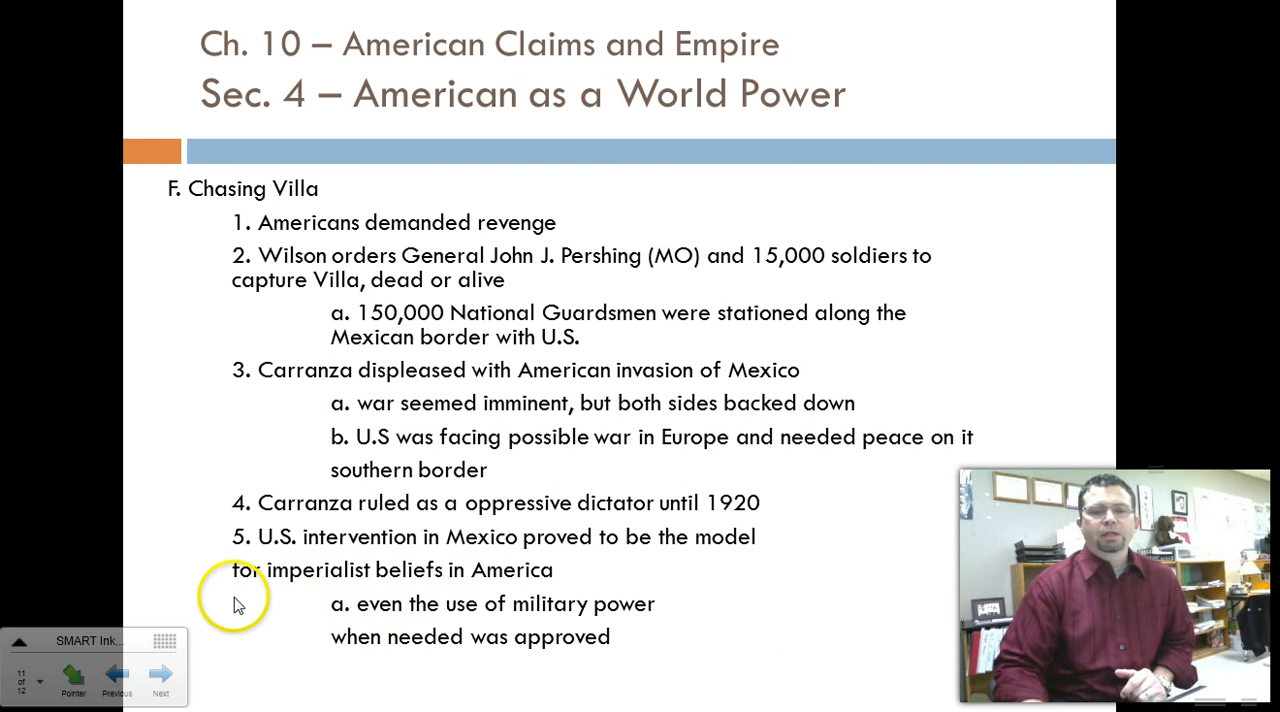 Ch. 10 – American Claims and Empire
Sec. 4 – American as a World Power
F. Chasing Villa
1. Americans demanded revenge
2. Wilson orders General John J. Pershing (MO) and 15,000 soldiers to
capture Villa, dead or alive
a. 150,000 National Guardsmen were stationed along the
Mexican border with U.S.
3. Carranza displeased with American invasion of Mexico
a. war seemed imminent, but both sides backed down
b. U.S was facing possible war in Europe and needed peace on it
southern border
4. Carranza ruled as a oppressive dictator until 1920
5. U.S. intervention in Mexico proved to be the model
for imperialist beliefs in America
a. even the use of military power
when needed was approved
SMART Ink...
11
of
12
Pointer
Previous
Next